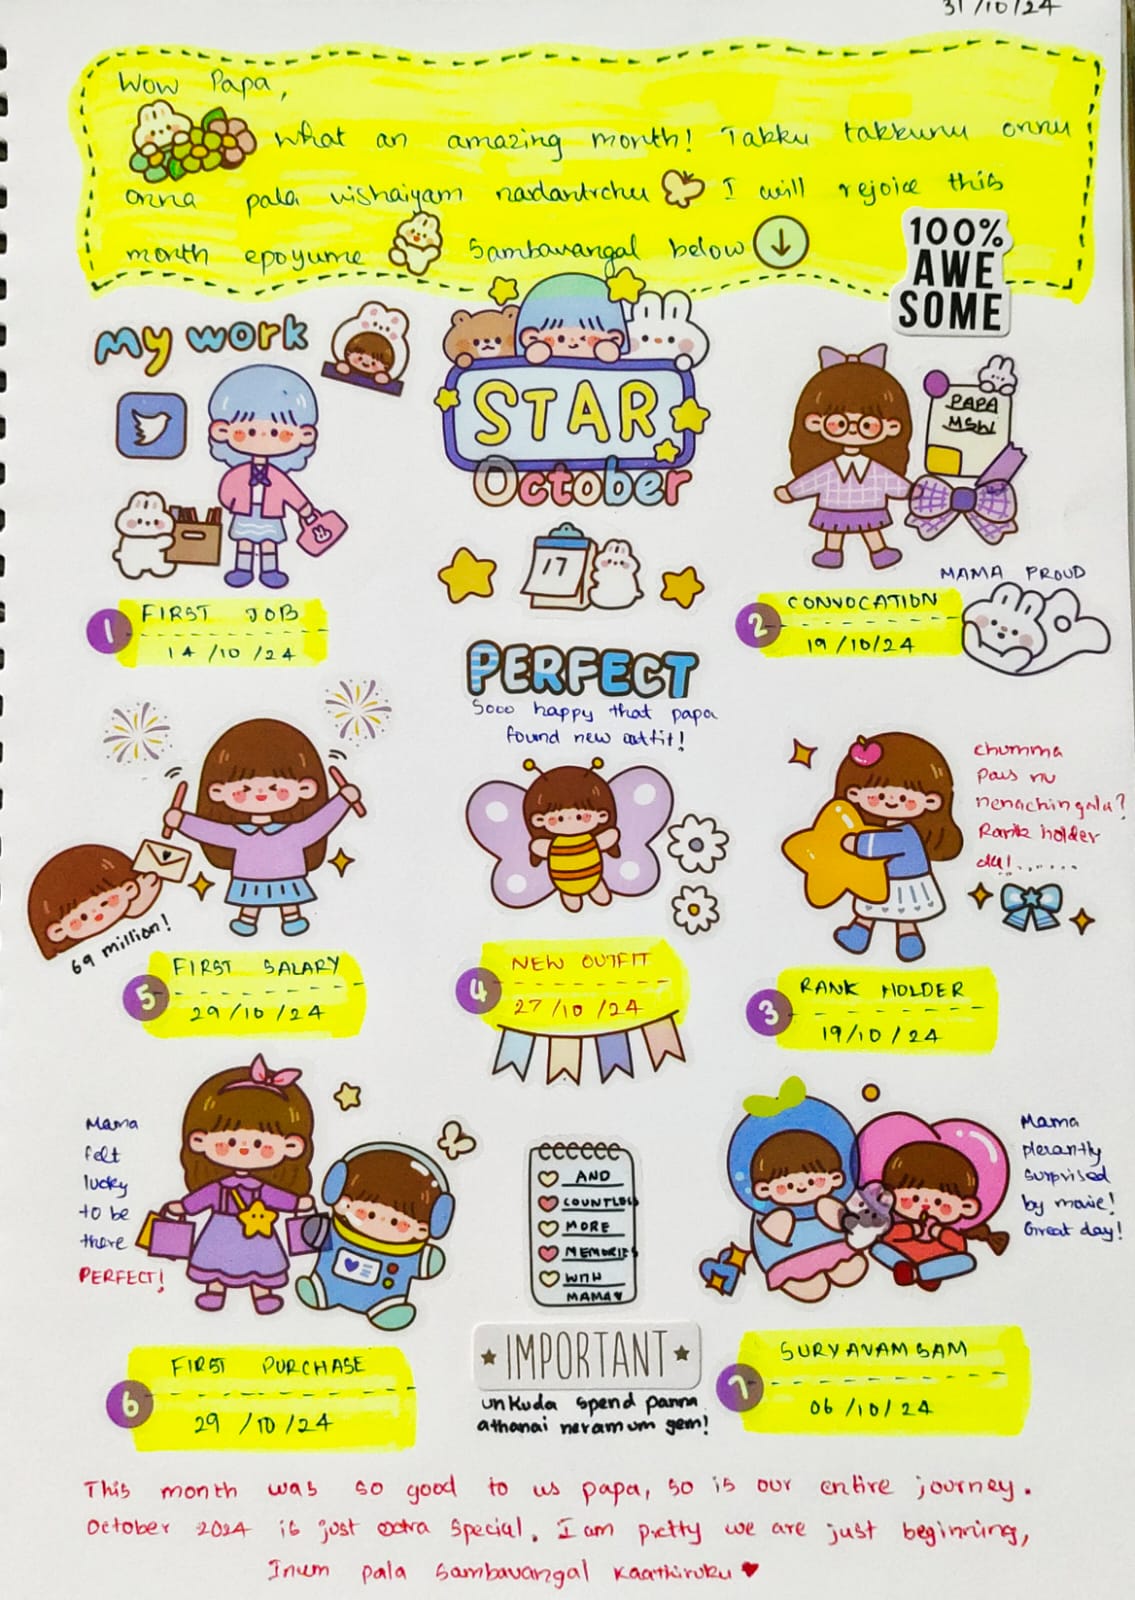 31/10/24
Wow Papa,
What an amazing month! Takku takkunu onnu
onna pala vishaiyam nadantrchu I will rejoice this
month epoyume Sambavangal below
100%
AWE
SOME
My work
STAR
October
PAPA
MSW
17
MAMA PROUD
1 FIRST JOB
14/10/24
2 CONVOCATION
19/10/24
PERFECT
Sooo happy that papa
found new outfit!
chumma
pass nu
nenachingala?
Rank holder
da!.......
69 million!
5 FIRST SALARY
29/10/24
4 NEW OUTFIT
27/10/24
3 RANK HOLDER
19/10/24
Mama
felt
lucky
to be
there
PERFECT!
AND
COUNTLESS
MORE
MEMORIES
WITH
MAMA♥
Mama
plesantly
surprised
by movie!
Great day!
6 FIRST PURCHASE
29/10/24
IMPORTANT
unkuda spend panna
athanai neramum gem!
7 SURYAVAMSAM
06/10/24
This month was so good to us papa, so is our entire journey.
October 2024 is just extra special. I am pretty we are just beginning,
Inum pala sambavangal kaathiruku ♥